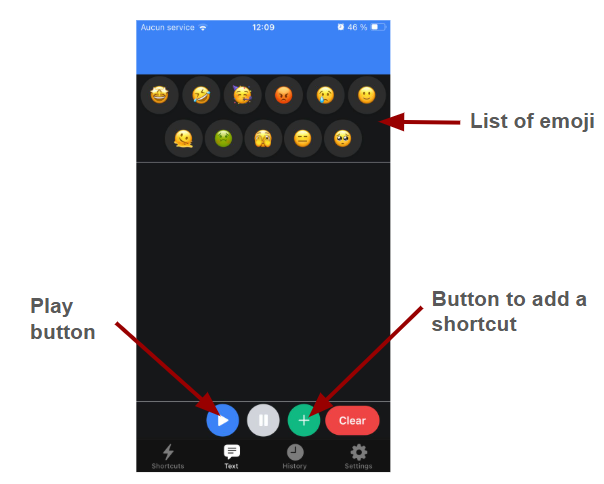 Aucun service 12:09 46 %
List of emoji
Play
button
Button to add a
shortcut
Clear
Shortcuts Text History Settings